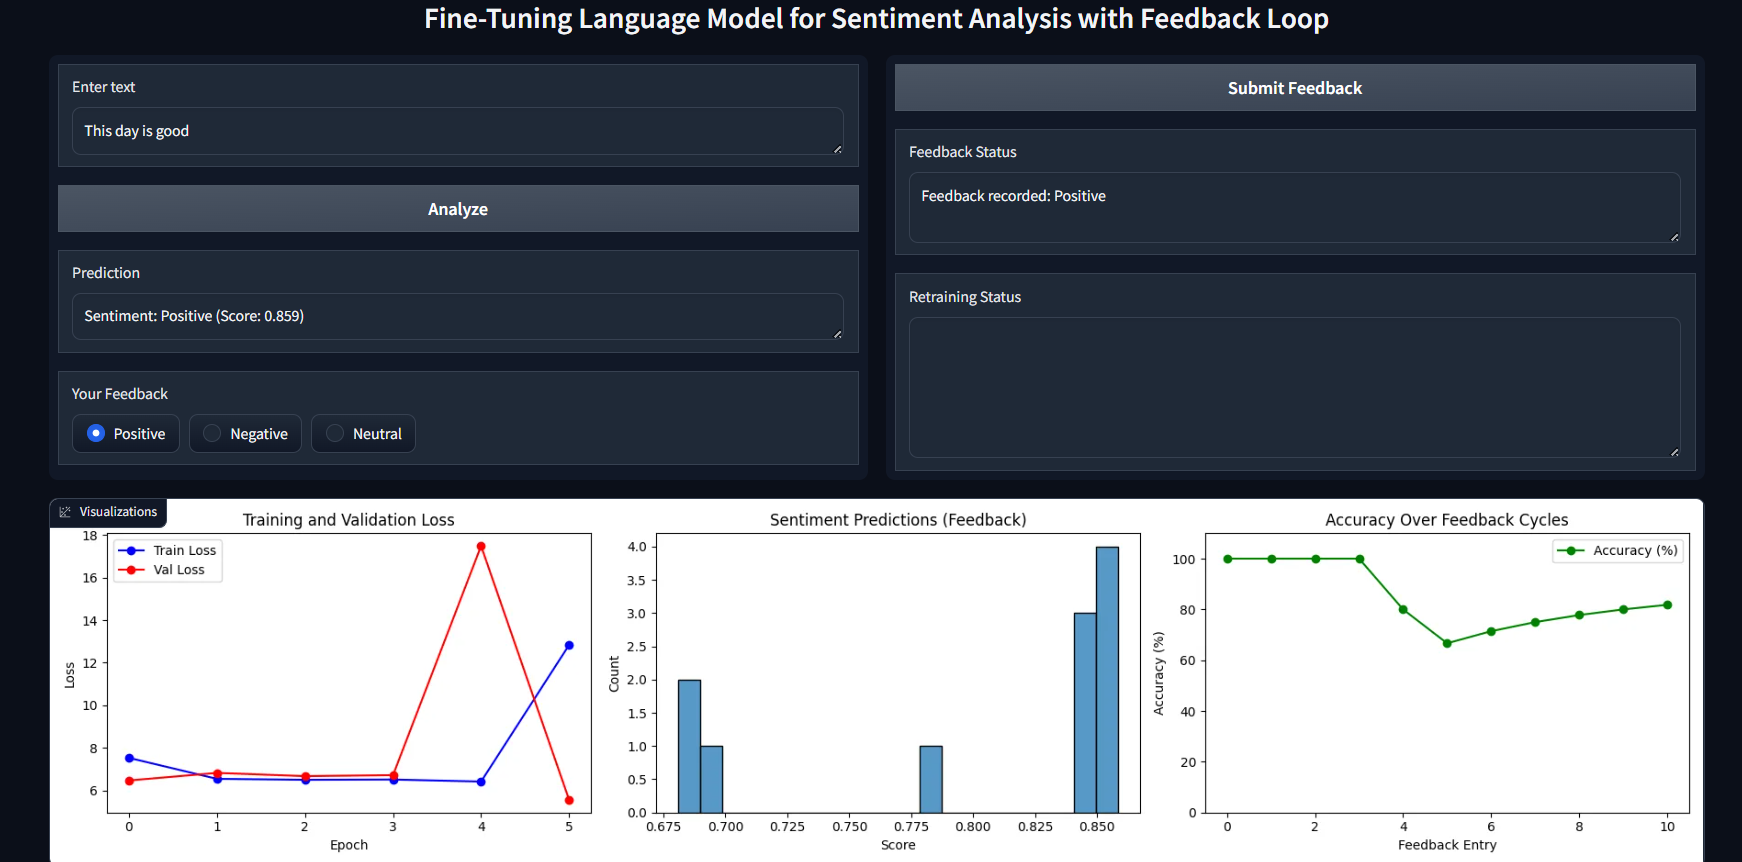 Fine-Tuning Language Model for Sentiment Analysis with Feedback Loop
Enter text
This day is good
Analyze
Prediction
Sentiment: Positive (Score: 0.859)
Your Feedback
Positive
Negative
Neutral
Submit Feedback
Feedback Status
Feedback recorded: Positive
Retraining Status
Visualizations
Training and Validation Loss
Train Loss
Val Loss
18
16
14
12
10
8
6
Loss
0 1 2 3 4 5
Epoch
Sentiment Predictions (Feedback)
4.0
3.5
3.0
2.5
2.0
1.5
1.0
0.5
0.0
Count
0.675 0.700 0.725 0.750 0.775 0.800 0.825 0.850
Score
Accuracy Over Feedback Cycles
Accuracy (%)
100
80
60
40
20
0
Accuracy (%)
0 2 4 6 8 10
Feedback Entry